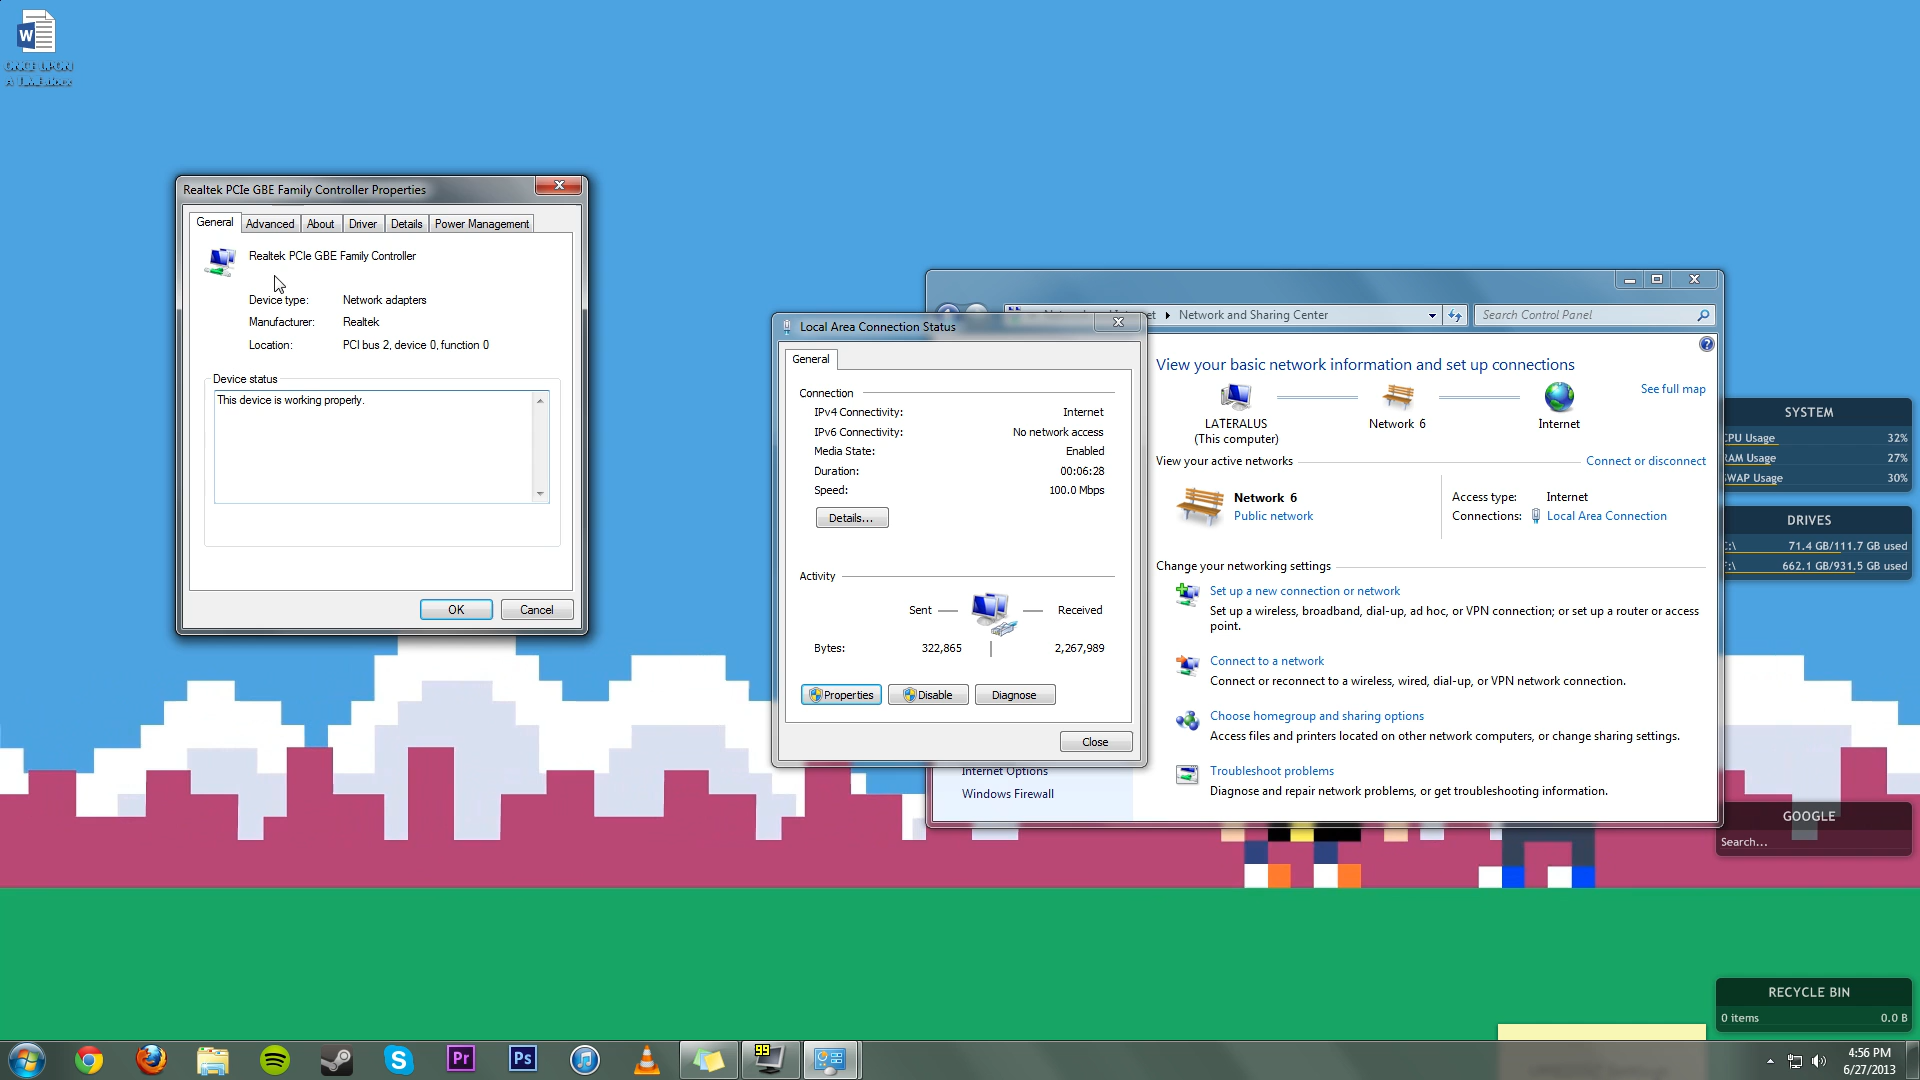 ONCE UPON
A TIME.docx
Realtek PCIe GBE Family Controller Properties
General
Advanced
About
Driver
Details
Power Management
Realtek PCIe GBE Family Controller
Device type: Network adapters
Manufacturer: Realtek
Location: PCI bus 2, device 0, function 0
Device status
This device is working properly.
OK
Cancel
Local Area Connection Status
General
Connection
IPv4 Connectivity: Internet
IPv6 Connectivity: No network access
Media State: Enabled
Duration: 00:06:28
Speed: 100.0 Mbps
Details...
Activity
Sent
Received
Bytes: 322,865 2,267,989
Properties
Disable
Diagnose
Close
Network and Sharing Center
Search Control Panel
View your basic network information and set up connections
See full map
LATERALUS
(This computer)
Network 6
Internet
View your active networks
Connect or disconnect
Network 6
Public network
Access type: Internet
Connections: Local Area Connection
Change your networking settings
Set up a new connection or network
Set up a wireless, broadband, dial-up, ad hoc, or VPN connection; or set up a router or access
point.
Connect to a network
Connect or reconnect to a wireless, wired, dial-up, or VPN network connection.
Choose homegroup and sharing options
Access files and printers located on other network computers, or change sharing settings.
Troubleshoot problems
Diagnose and repair network problems, or get troubleshooting information.
Internet Options
Windows Firewall
SYSTEM
CPU Usage 32%
RAM Usage 27%
SWAP Usage 30%
DRIVES
:\ 71.4 GB/111.7 GB used
:\ 662.1 GB/931.5 GB used
GOOGLE
Search...
RECYCLE BIN
0 items 0.0 B
Pr
Ps
99
4:56 PM
6/27/2013